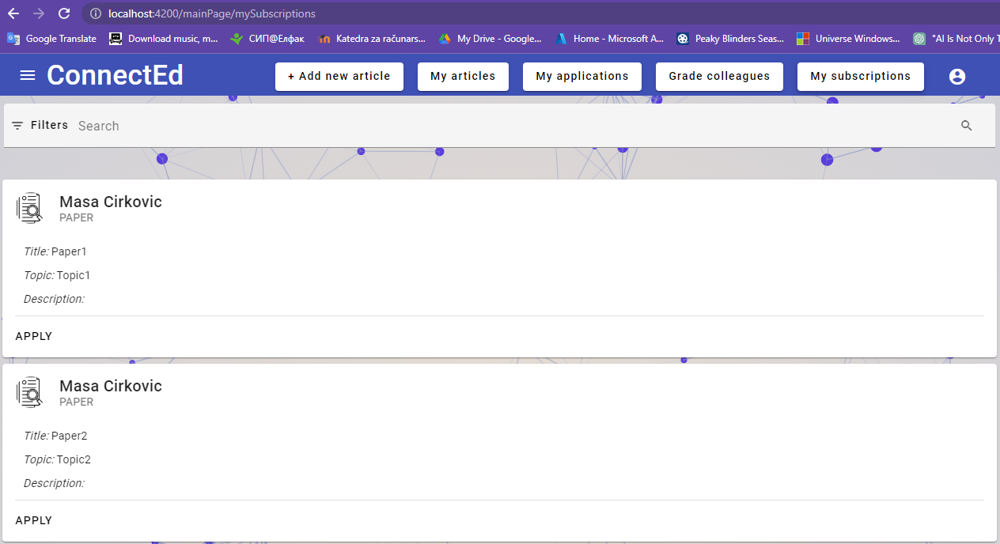 localhost:4200/mainPage/mySubscriptions
Google Translate Download music, m... СИП@Елфак Katedra za računars... My Drive - Google... Home - Microsoft A... Peaky Blinders Seas... Universe Windows... "AI Is Not Only T
ConnectEd + Add new article My articles My applications Grade colleagues My subscriptions
Filters Search
Masa Cirkovic
PAPER
Title: Paper1
Topic: Topic1
Description:
APPLY
Masa Cirkovic
PAPER
Title: Paper2
Topic: Topic2
Description:
APPLY